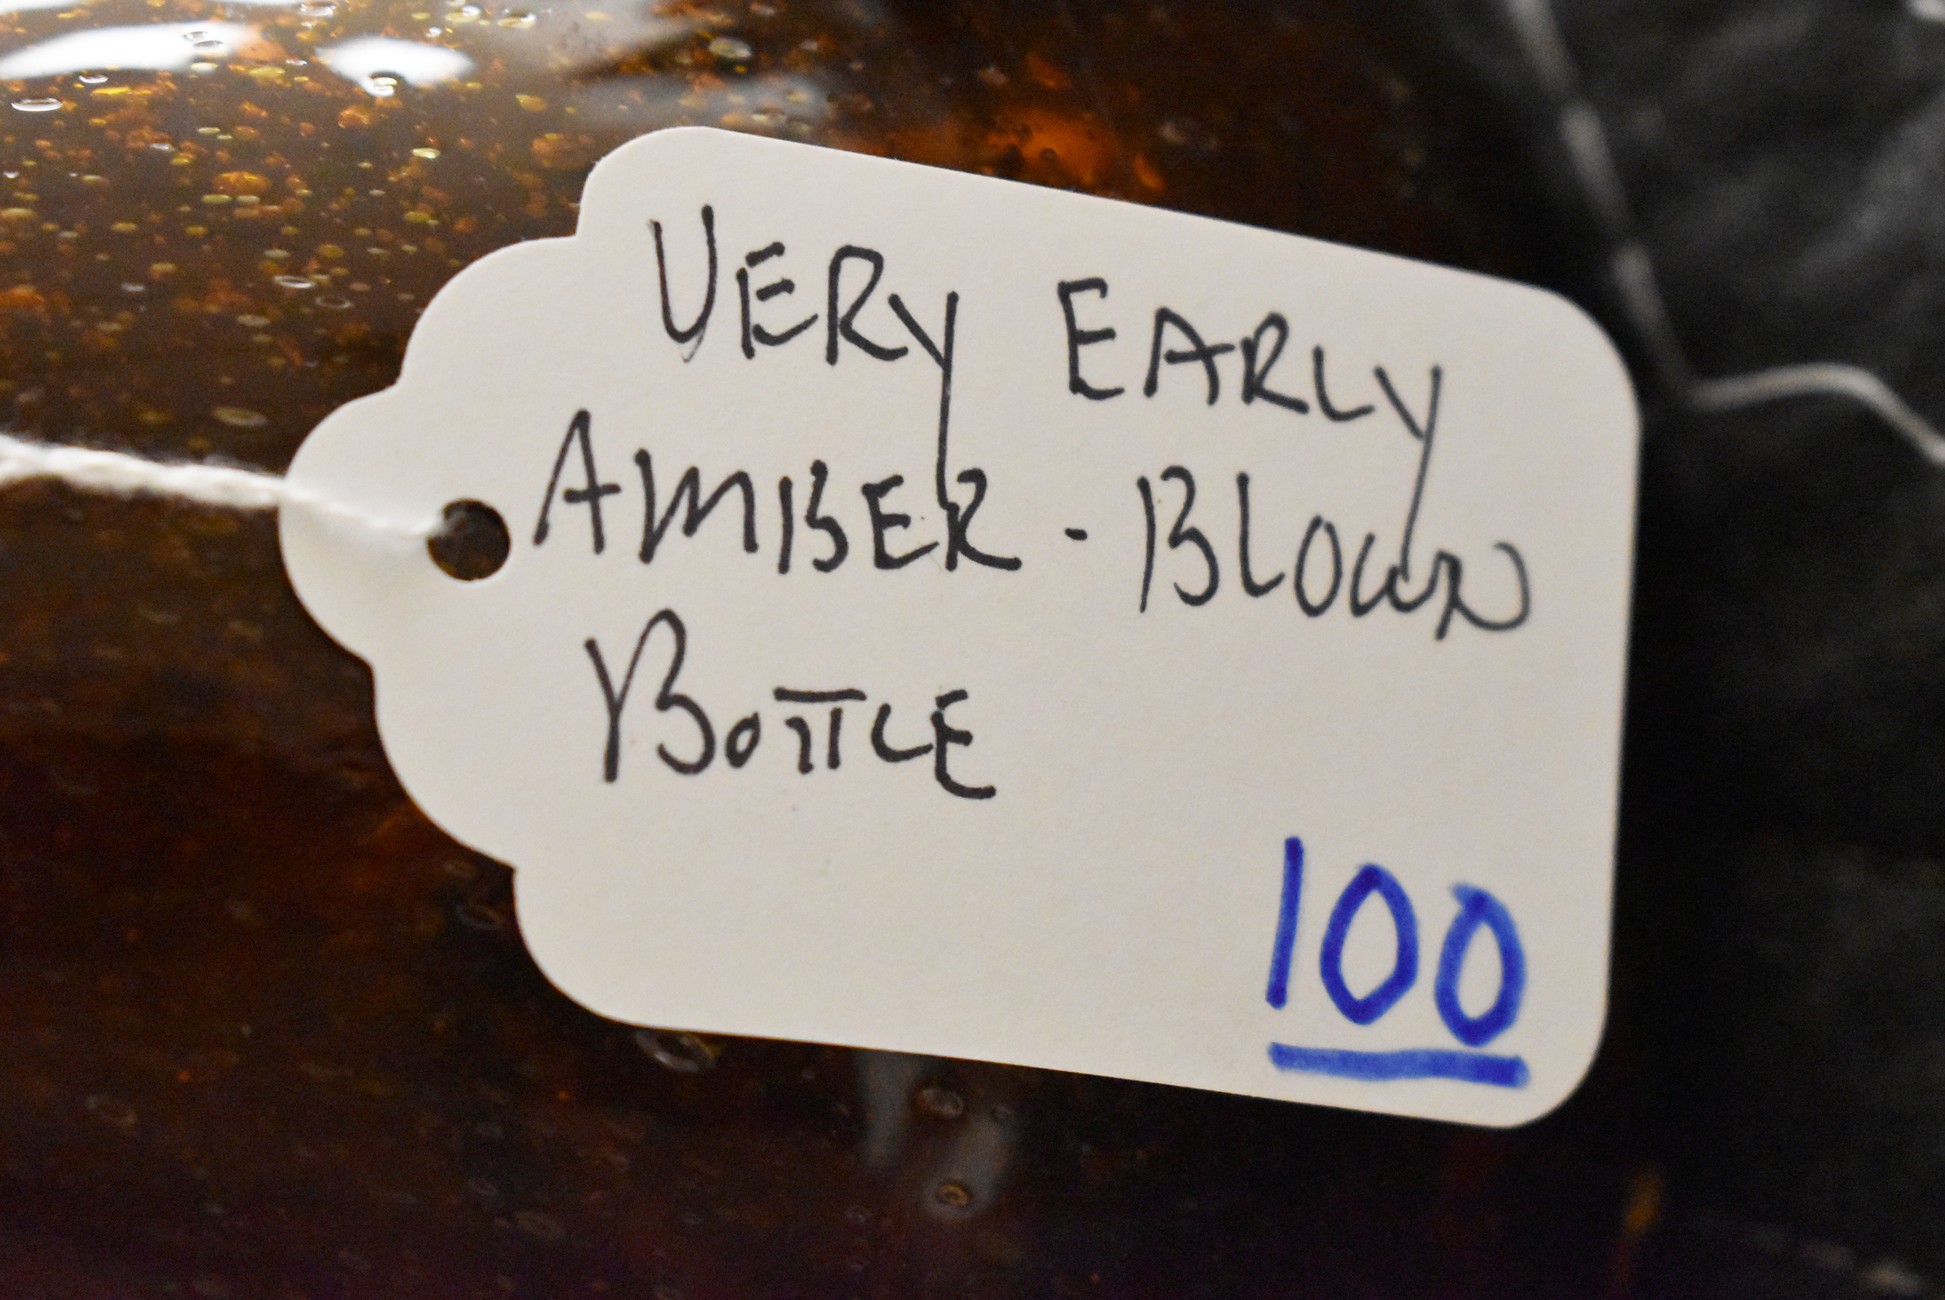 VERY EARLY
AMBER - BLOWN
BOTTLE
100